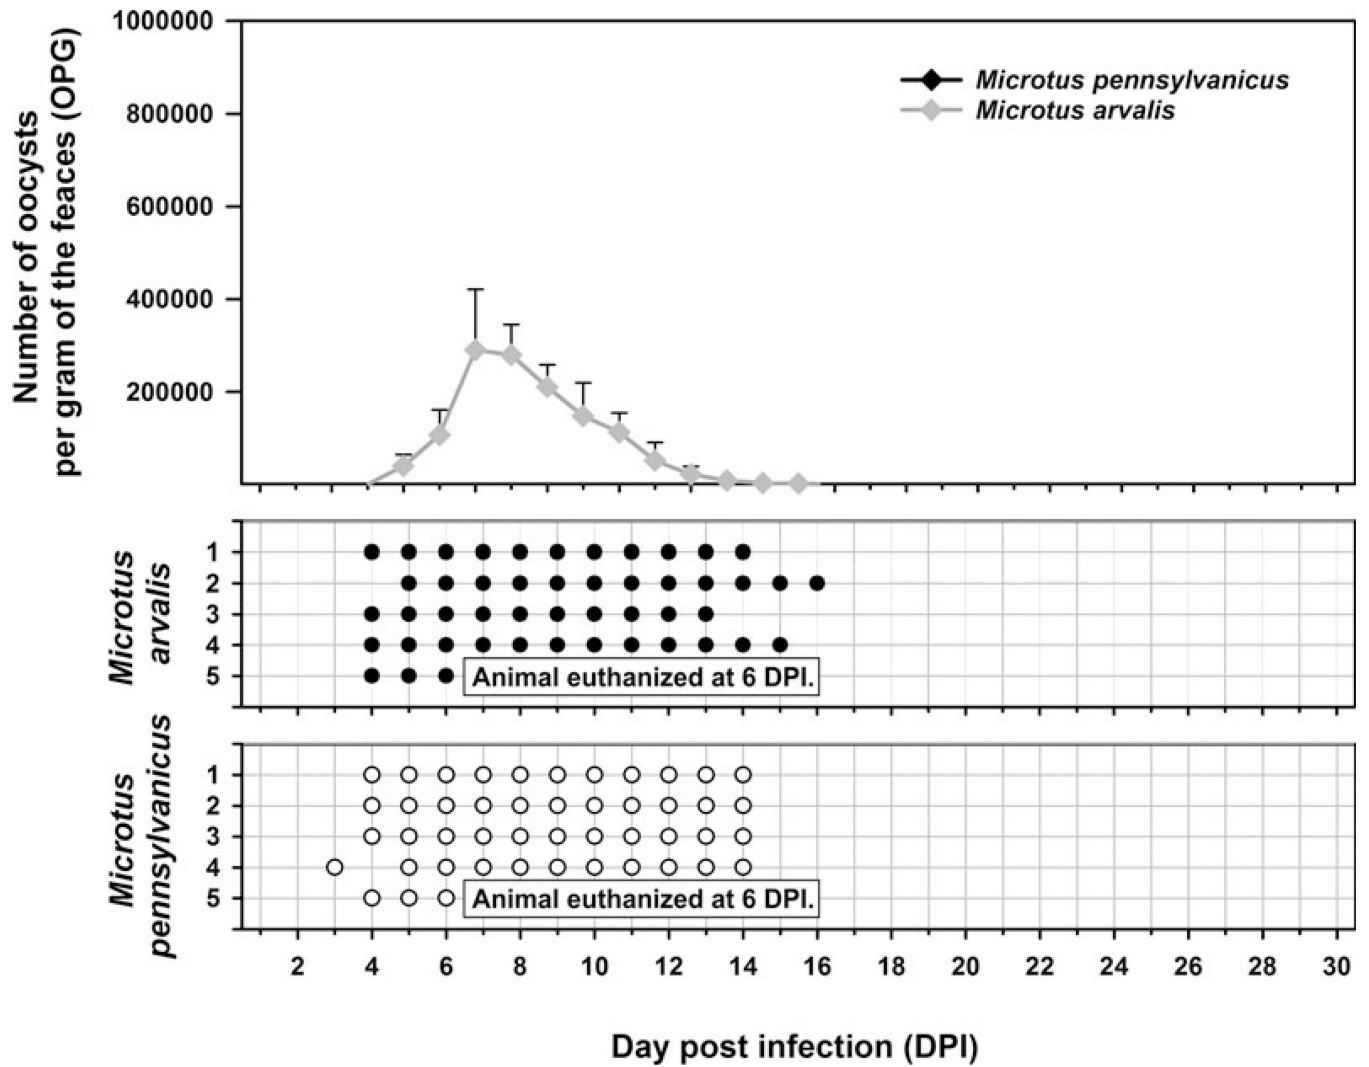 Number of oocysts
per gram of the feaces (OPG)
1000000
800000
600000
400000
200000
Microtus pennsylvanicus
Microtus arvalis
Microtus
arvalis
1
2
3
4
5
Animal euthanized at 6 DPI.
Microtus
pennsylvanicus
1
2
3
4
5
Animal euthanized at 6 DPI.
2 4 6 8 10 12 14 16 18 20 22 24 26 28 30
Day post infection (DPI)